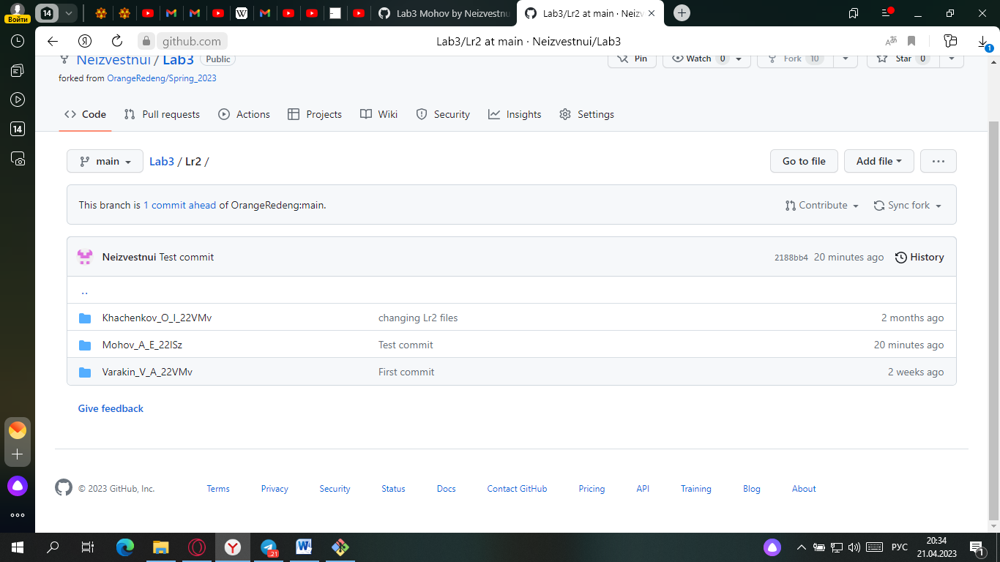 Войти
14
Lab3 Mohov by Neizvestnu
Lab3/Lr2 at main · Neizv
github.com
Lab3/Lr2 at main · Neizvestnui/Lab3
1
14
Neizvestnui / Lab3 Public
Pin
Watch 0
Fork 10
Star 0
forked from OrangeRedeng/Spring_2023
Code
Pull requests
Actions
Projects
Wiki
Security
Insights
Settings
main
Lab3 / Lr2 /
Go to file
Add file
This branch is 1 commit ahead of OrangeRedeng:main.
Contribute
Sync fork
Neizvestnui Test commit
2188bb4 20 minutes ago
History
..
Khachenkov_O_I_22VMv changing Lr2 files 2 months ago
Mohov_A_E_22ISz Test commit 20 minutes ago
Varakin_V_A_22VMv First commit 2 weeks ago
Give feedback
© 2023 GitHub, Inc.
Terms
Privacy
Security
Status
Docs
Contact GitHub
Pricing
API
Training
Blog
About
21
РУС
20:34
21.04.2023
1